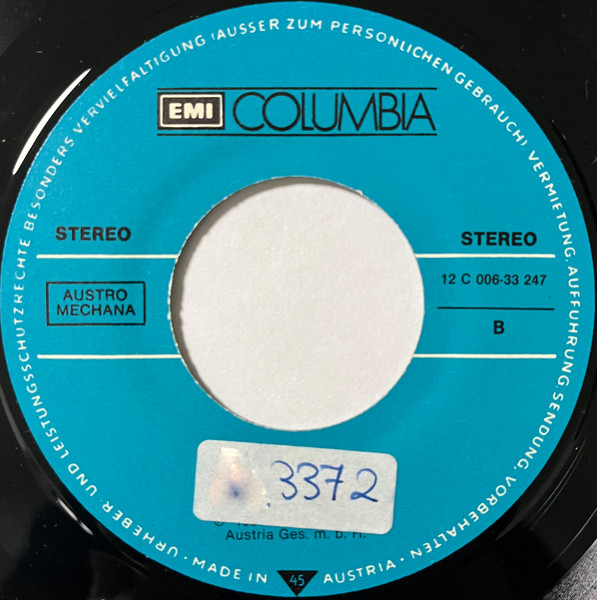 URHEBER- UND LEISTUNGSSCHUTZRECHTE BESONDERS VERVIELFÄLTIGUNG (AUSSER ZUM PERSÖNLICHEN GEBRAUCH) VERMIETUNG, AUFFÜHRUNG, SENDUNG, VORBEHALTEN • MADE IN 45 AUSTRIA •
EMI COLUMBIA
STEREO
STEREO
AUSTRO
MECHANA
12 C 006-33 247
B
3372
Austria Ges. m. b. H.